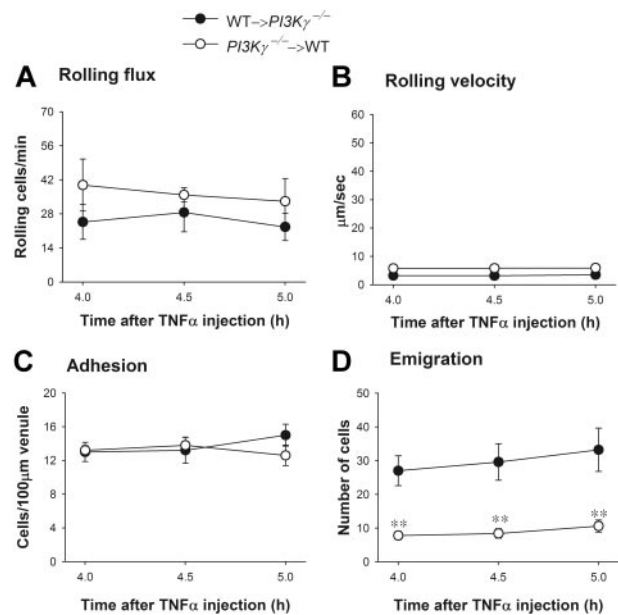 WT–>PI3Kγ⁻/⁻
PI3Kγ⁻/⁻–>WT
A Rolling flux
Rolling cells/min
70
56
42
28
14
0
4.0 4.5 5.0
Time after TNFα injection (h)
B Rolling velocity
μm/sec
60
50
40
30
20
10
0
4.0 4.5 5.0
Time after TNFα injection (h)
C Adhesion
Cells/100μm venule
20
16
12
8
4
0
4.0 4.5 5.0
Time after TNFα injection (h)
D Emigration
Number of cells
50
40
30
20
10
0
** ** **
4.0 4.5 5.0
Time after TNFα injection (h)